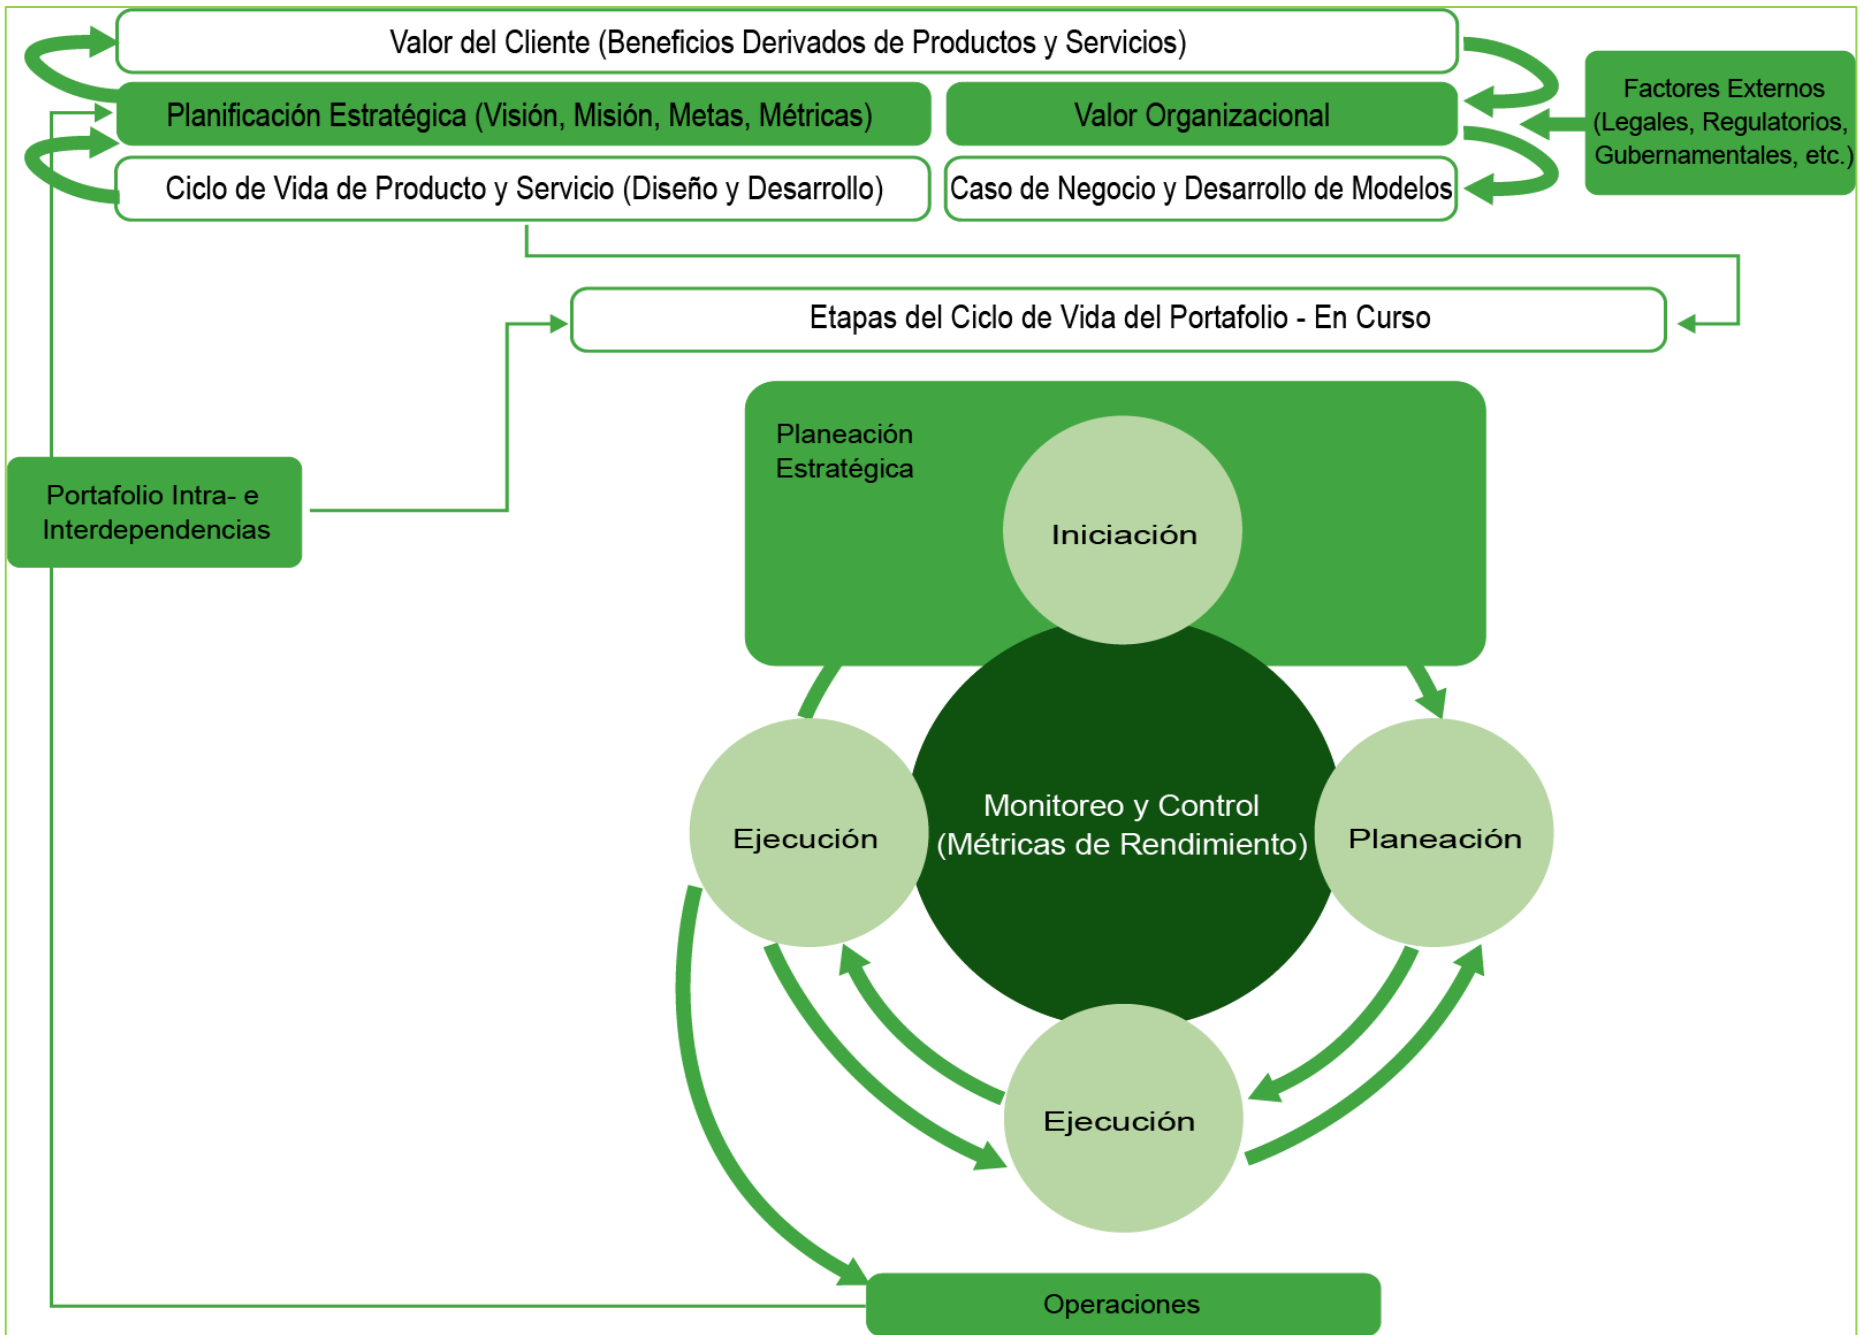 Valor del Cliente (Beneficios Derivados de Productos y Servicios)
Planificación Estratégica (Visión, Misión, Metas, Métricas)
Valor Organizacional
Factores Externos
(Legales, Regulatorios,
Gubernamentales, etc.)
Ciclo de Vida de Producto y Servicio (Diseño y Desarrollo)
Caso de Negocio y Desarrollo de Modelos
Etapas del Ciclo de Vida del Portafolio - En Curso
Planeación
Estratégica
Portafolio Intra- e
Interdependencias
Iniciación
Monitoreo y Control
(Métricas de Rendimiento)
Ejecución
Planeación
Ejecución
Operaciones